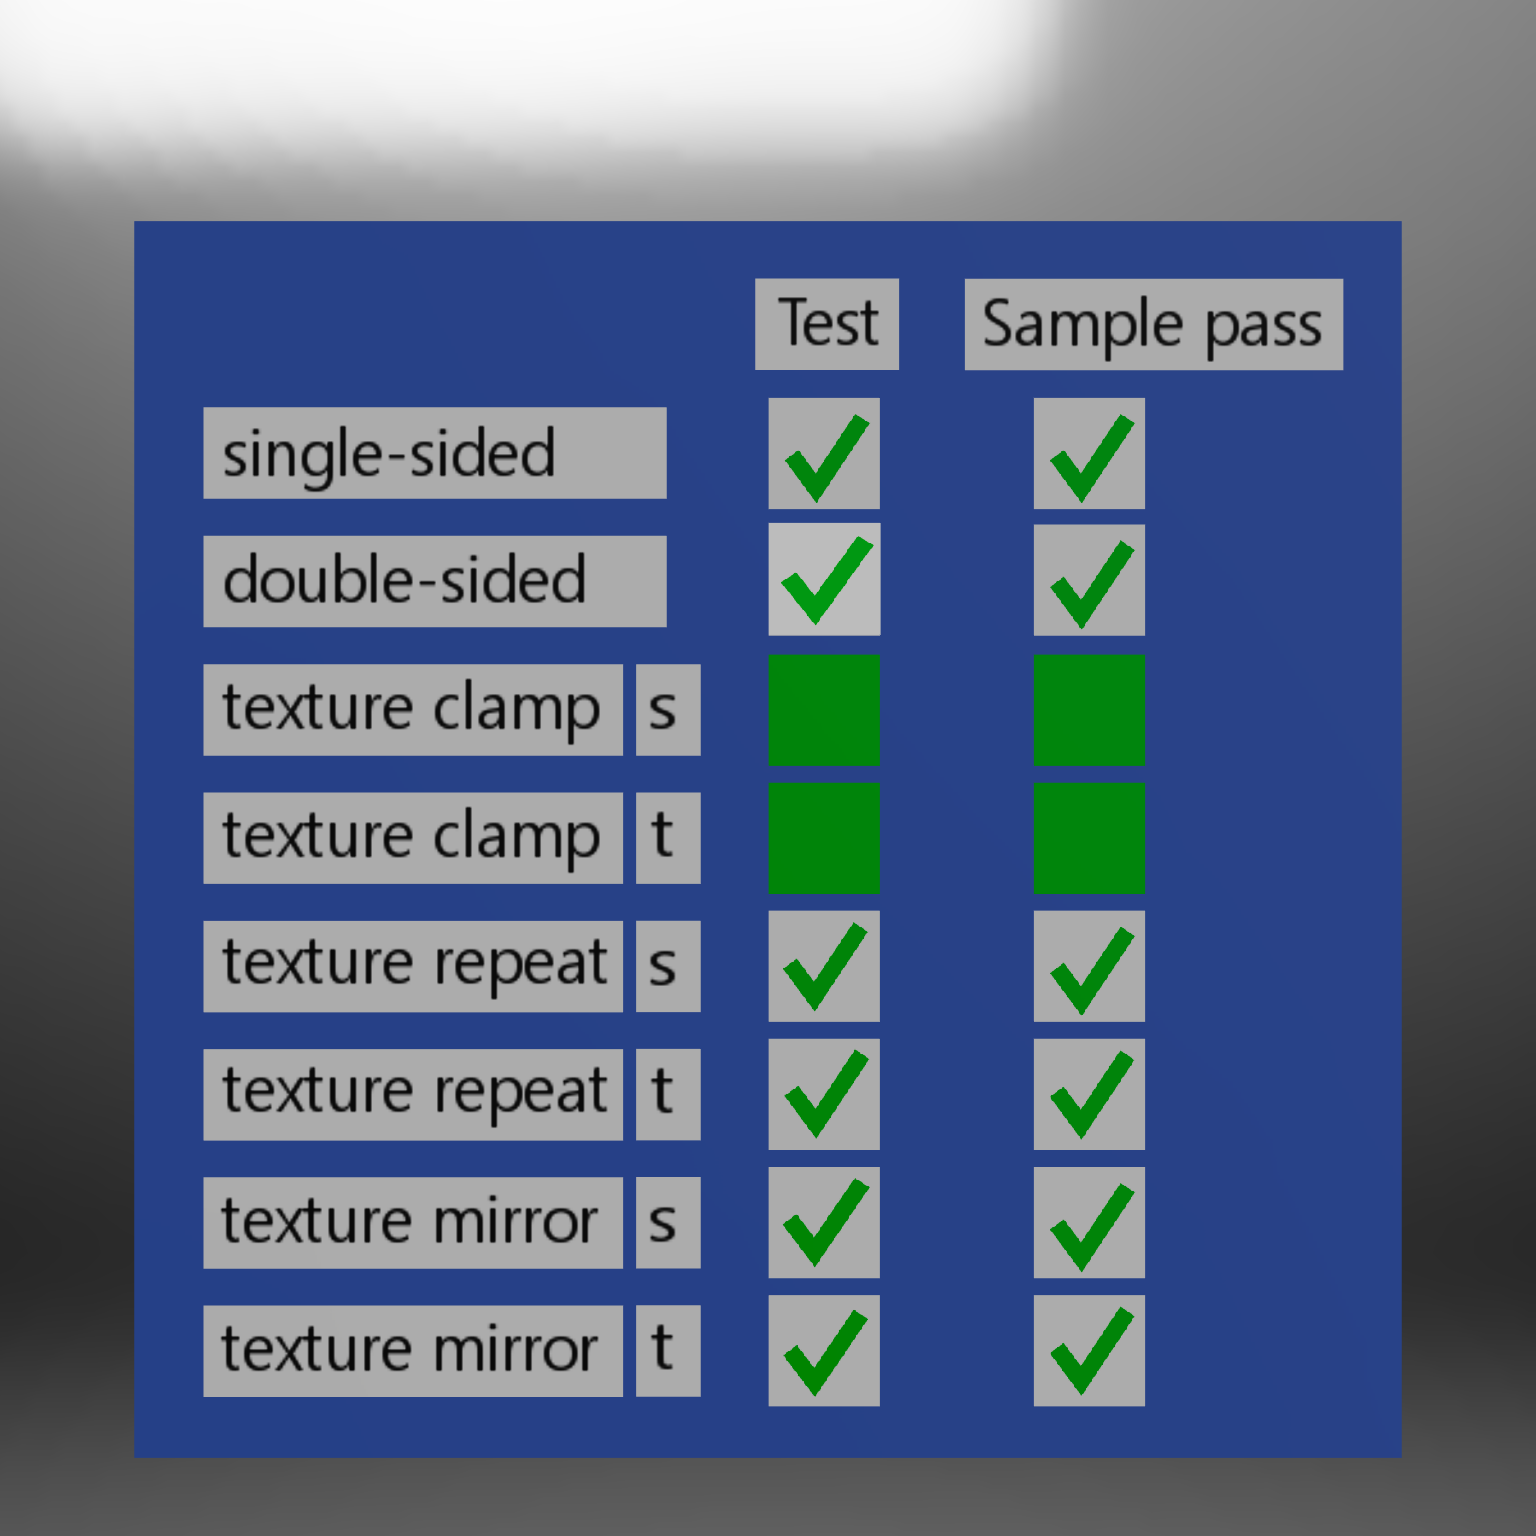 Test Sample pass
single-sided
double-sided
texture clamp s
texture clamp t
texture repeat s
texture repeat t
texture mirror s
texture mirror t